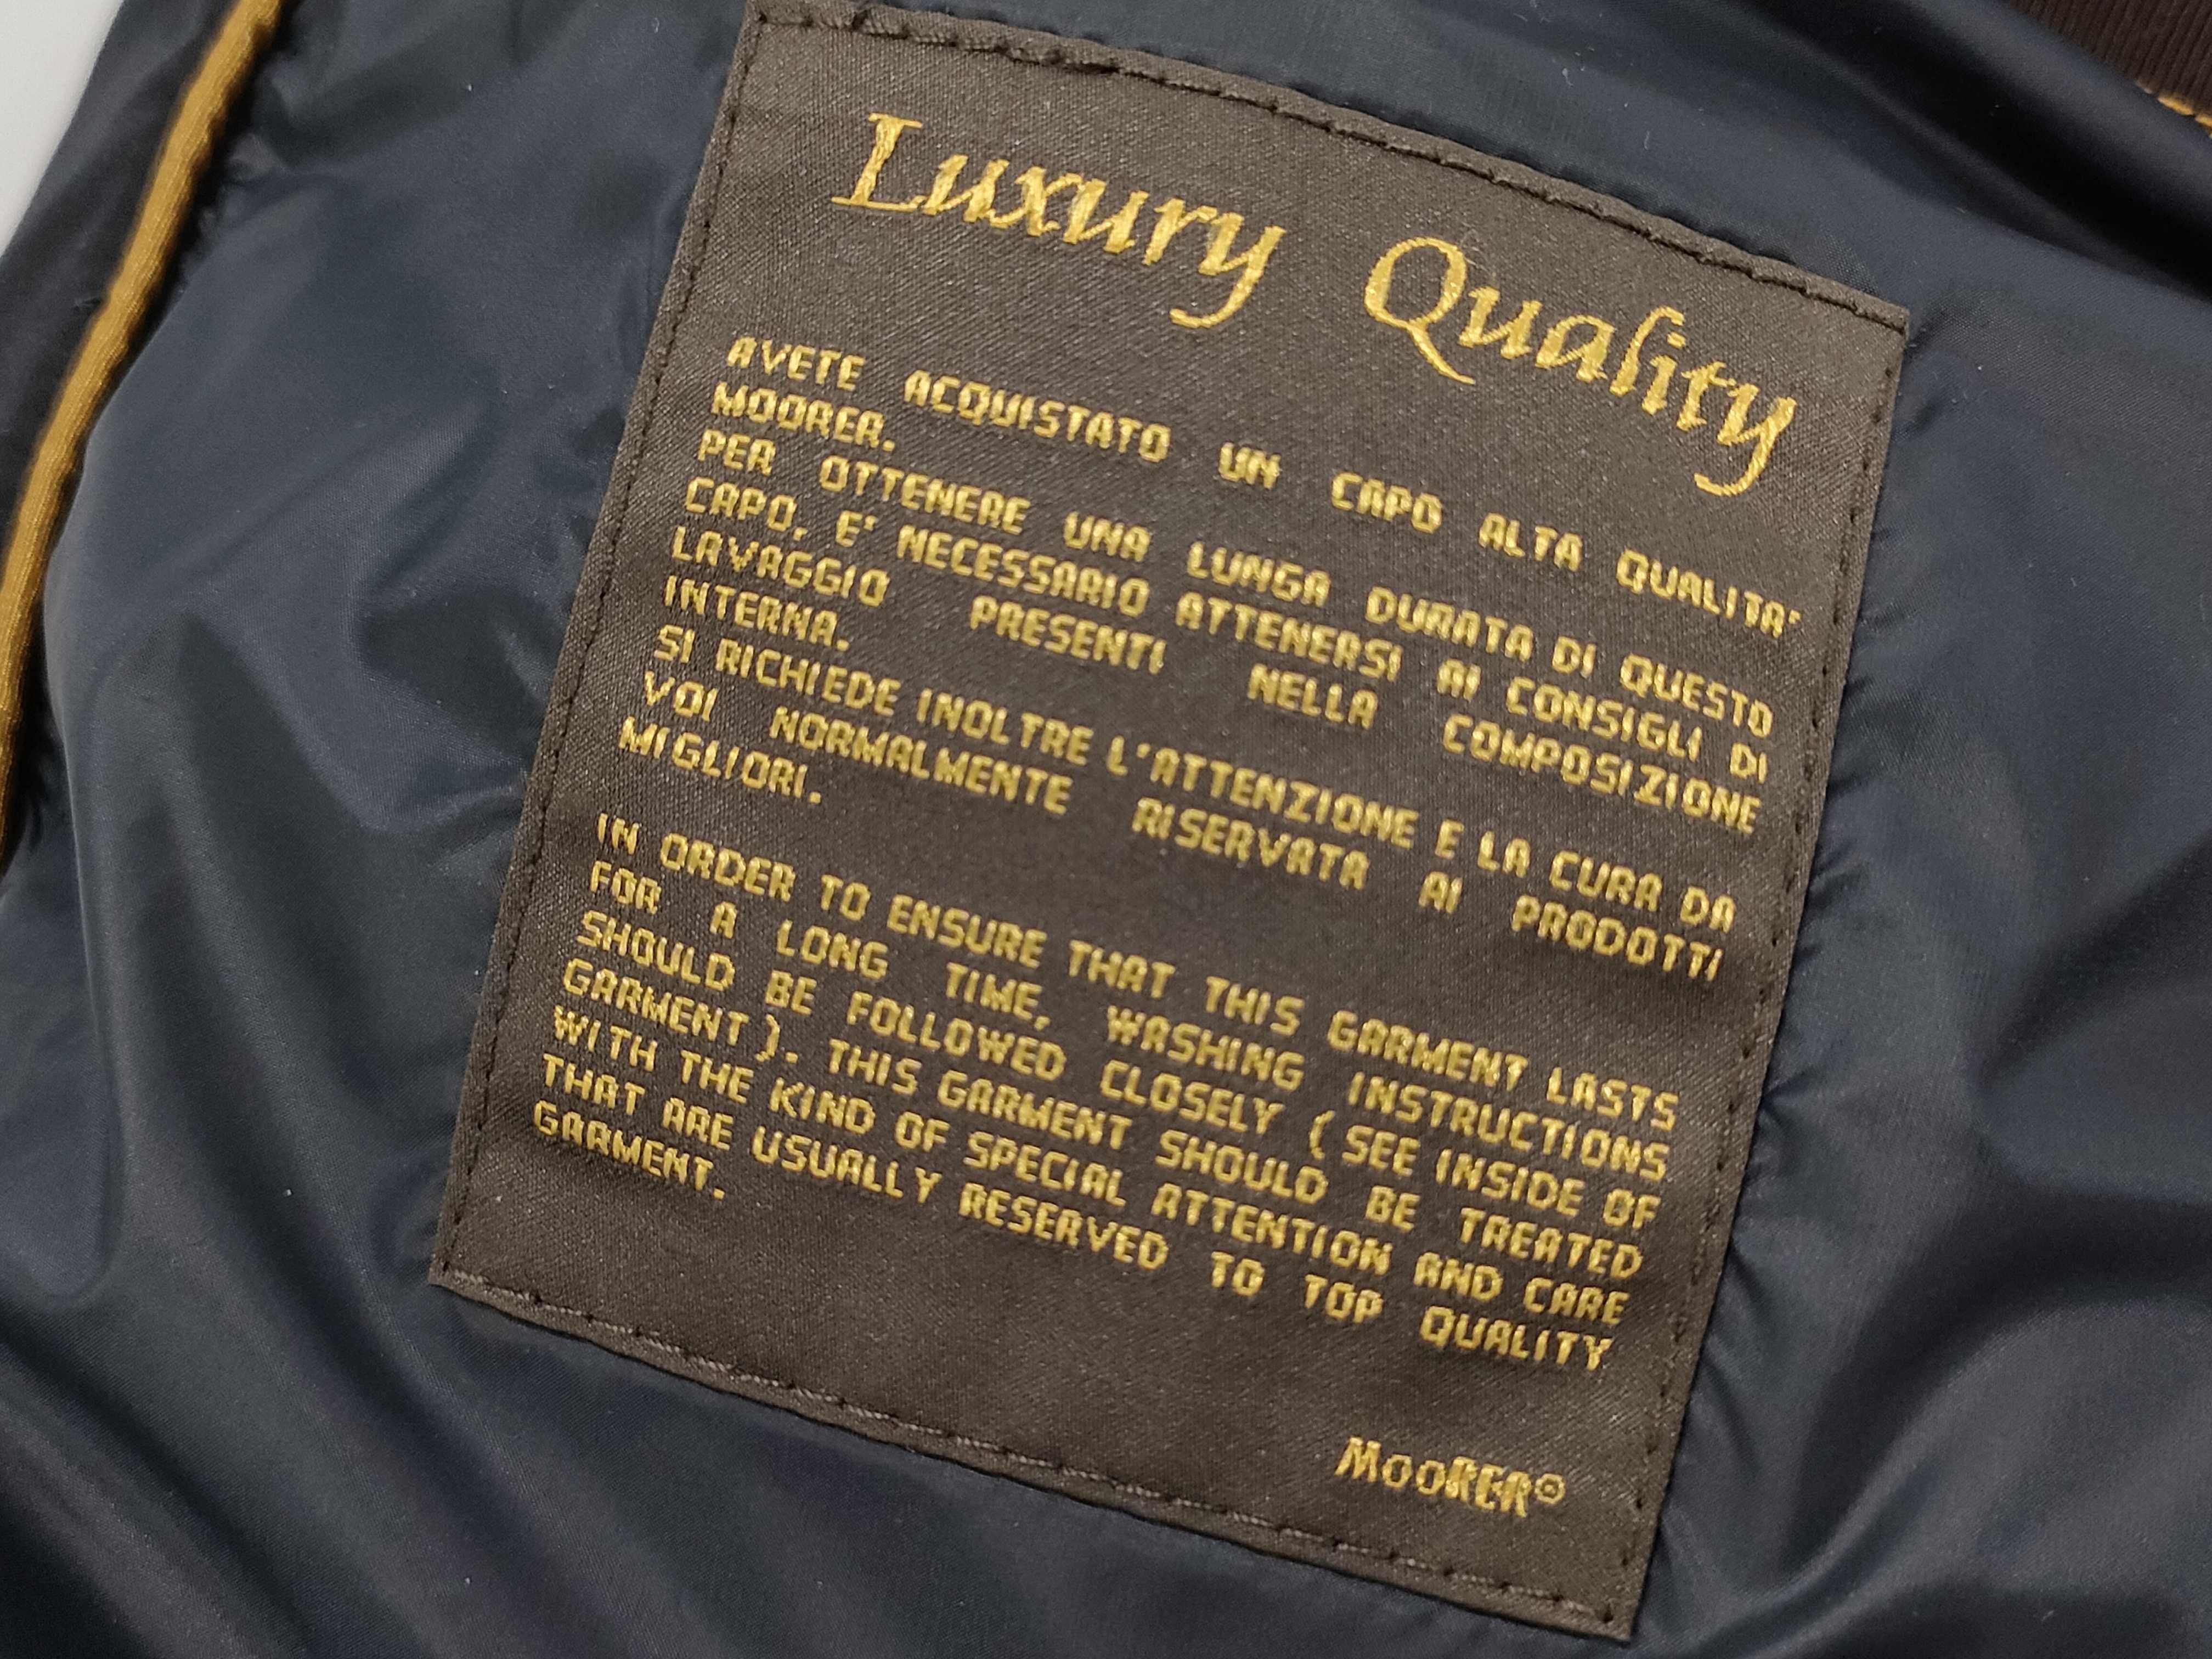 Luxury Quality
AVETE ACQUISTATO UN CAPO ALTA QUALITA'
MOORER.
PER OTTENERE UNA LUNGA DURATA DI QUESTO
CAPO, E' NECESSARIO ATTENERSI AI CONSIGLI DI
LAVAGGIO PRESENTI NELLA COMPOSIZIONE
INTERNA.
SI RICHIEDE INOLTRE L'ATTENZIONE E LA CURA DA
VOI NORMALMENTE RISERVATA AI PRODOTTI
MIGLIORI.
IN ORDER TO ENSURE THAT THIS GARMENT LASTS
FOR A LONG TIME, WASHING INSTRUCTIONS
SHOULD BE FOLLOWED CLOSELY ( SEE INSIDE OF
GARMENT ). THIS GARMENT SHOULD BE TREATED
WITH THE KIND OF SPECIAL ATTENTION AND CARE
THAT ARE USUALLY RESERVED TO TOP QUALITY
GARMENT.
MooRER®